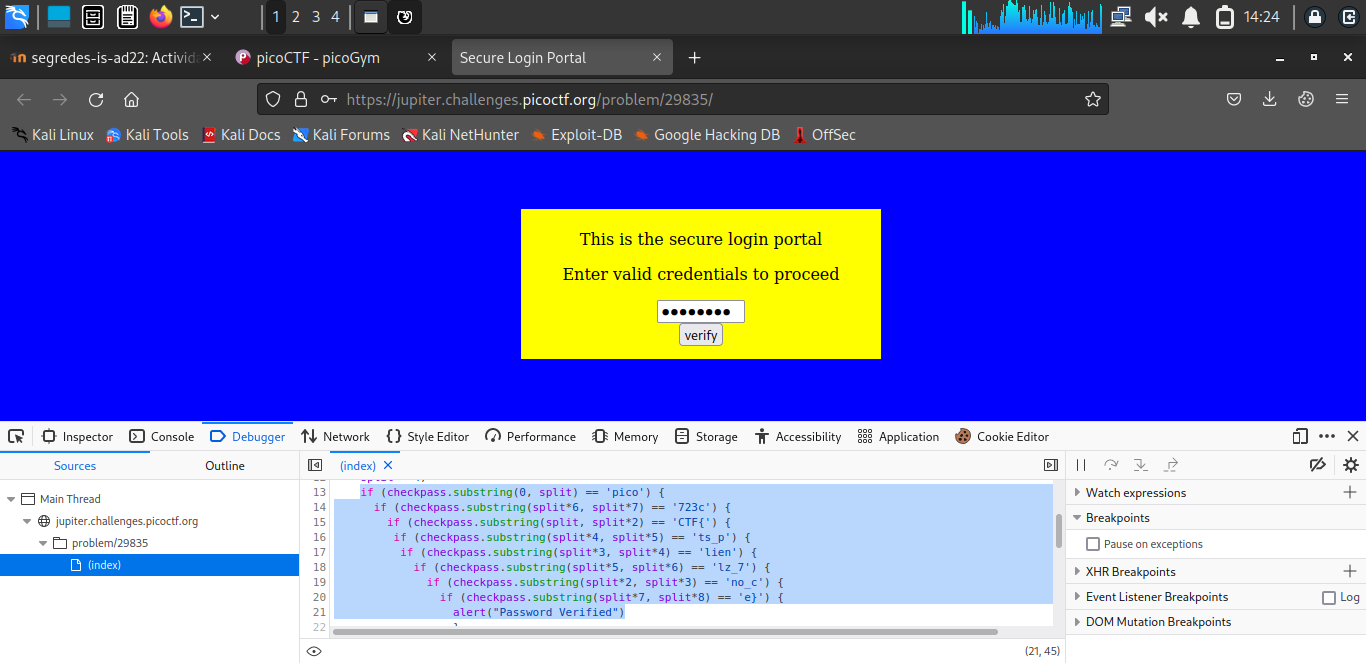 1 2 3 4 14:24
segredes-is-ad22: Activida picoCTF - picoGym Secure Login Portal
https://jupiter.challenges.picoctf.org/problem/29835/
Kali Linux Kali Tools Kali Docs Kali Forums Kali NetHunter Exploit-DB Google Hacking DB OffSec
This is the secure login portal
Enter valid credentials to proceed
●●●●●●●●
verify
Inspector Console Debugger Network {} Style Editor Performance Memory Storage Accessibility Application Cookie Editor
Sources Outline (index)
Main Thread
jupiter.challenges.picoctf.org
problem/29835
(index)
13 if (checkpass.substring(0, split) == 'pico') {
14 if (checkpass.substring(split*6, split*7) == '723c') {
15 if (checkpass.substring(split, split*2) == 'CTF{') {
16 if (checkpass.substring(split*4, split*5) == 'ts_p') {
17 if (checkpass.substring(split*3, split*4) == 'lien') {
18 if (checkpass.substring(split*5, split*6) == 'lz_7') {
19 if (checkpass.substring(split*2, split*3) == 'no_c') {
20 if (checkpass.substring(split*7, split*8) == 'e}') {
21 alert("Password Verified")
22 }
(21, 45)
Watch expressions
Breakpoints
Pause on exceptions
XHR Breakpoints
Event Listener Breakpoints Log
DOM Mutation Breakpoints